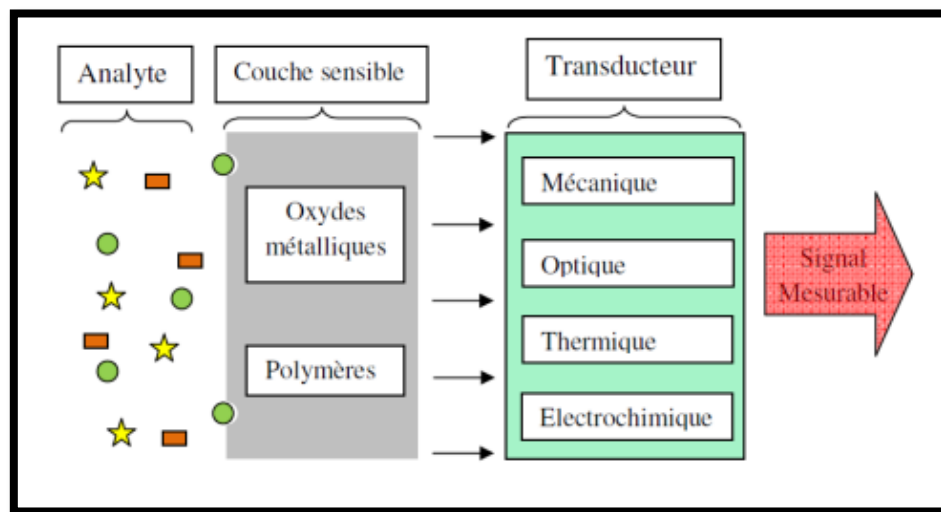 Analyte
Couche sensible
Transducteur
Oxydes
métalliques
Polymères
Mécanique
Optique
Thermique
Electrochimique
Signal
Mesurable